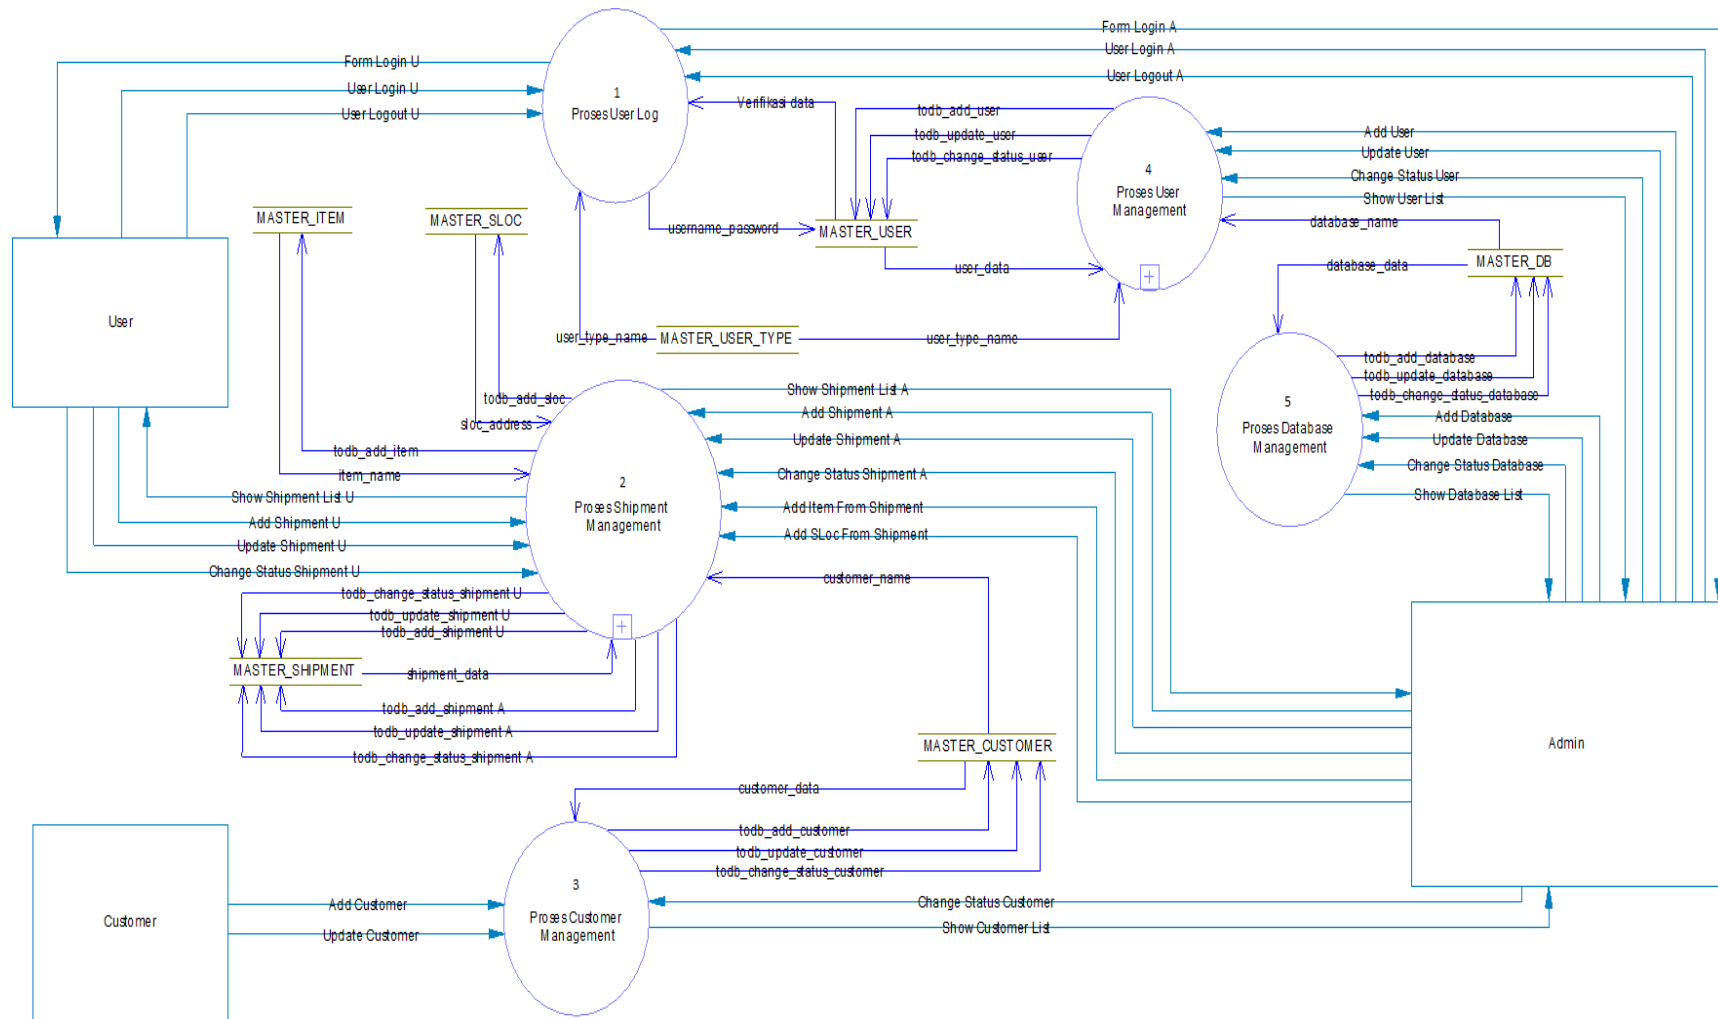 Form Login A
User Login A
User Logout A
Form Login U
User Login U
User Logout U
1
Proses User Log
Verifikasi data
todb_add_user
todb_update_user
todb_change_status_user
4
Proses User
Management
Add User
Update User
Change Status User
Show User List
database_name
MASTER_ITEM
MASTER_SLOC
username_password
MASTER_USER
user_data
database_data
MASTER_DB
User
user_type_name
MASTER_USER_TYPE
user_type_name
todb_add_database
todb_update_database
todb_change_status_database
5
Proses Database
Management
Add Database
Update Database
Change Status Database
Show Database List
todb_add_sloc
sloc_address
todb_add_item
item_name
Show Shipment List A
Add Shipment A
Update Shipment A
Change Status Shipment A
Add Item From Shipment
Add SLoc From Shipment
2
Proses Shipment
Management
Show Shipment List U
Add Shipment U
Update Shipment U
Change Status Shipment U
customer_name
todb_change_status_shipment U
todb_update_shipment U
todb_add_shipment U
MASTER_SHIPMENT
shipment_data
todb_add_shipment A
todb_update_shipment A
todb_change_status_shipment A
MASTER_CUSTOMER
Admin
customer_data
todb_add_customer
todb_update_customer
todb_change_status_customer
3
Proses Customer
Management
Customer
Add Customer
Update Customer
Change Status Customer
Show Customer List